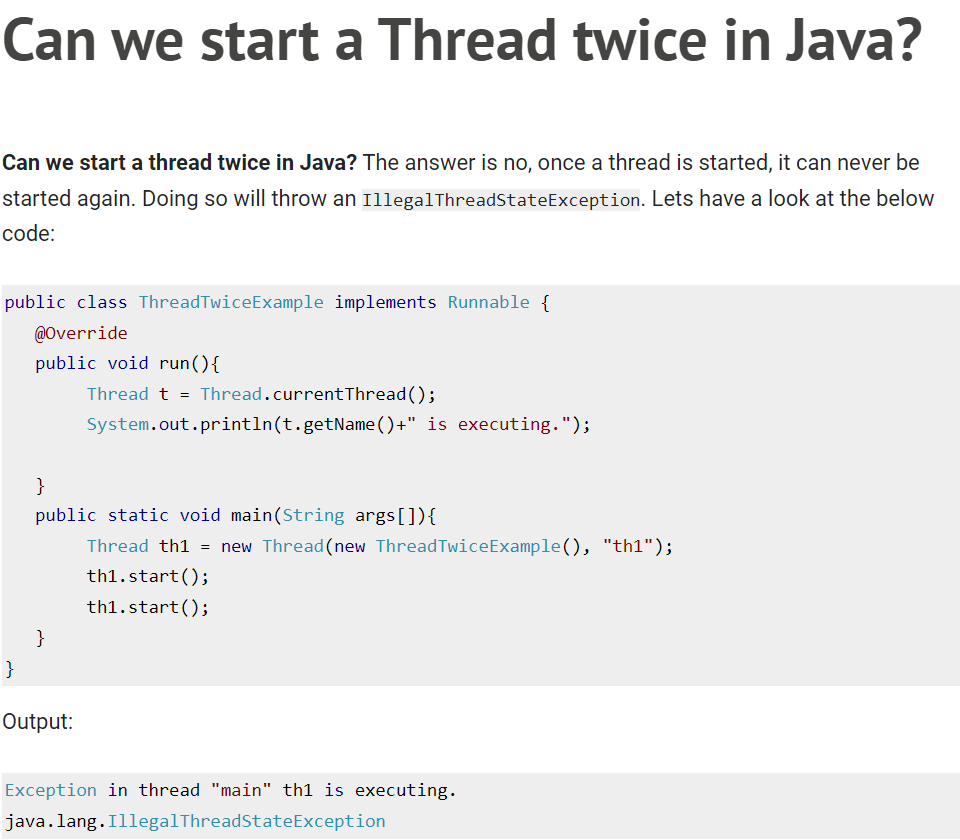 Can we start a Thread twice in Java?
Can we start a thread twice in Java? The answer is no, once a thread is started, it can never be
started again. Doing so will throw an IllegalThreadStateException. Lets have a look at the below
code:
public class ThreadTwiceExample implements Runnable {
   @Override
   public void run(){
        Thread t = Thread.currentThread();
        System.out.println(t.getName()+" is executing.");
   }
   public static void main(String args[]){
        Thread th1 = new Thread(new ThreadTwiceExample(), "th1");
        th1.start();
        th1.start();
   }
}
Output:
Exception in thread "main" th1 is executing.
java.lang.IllegalThreadStateException